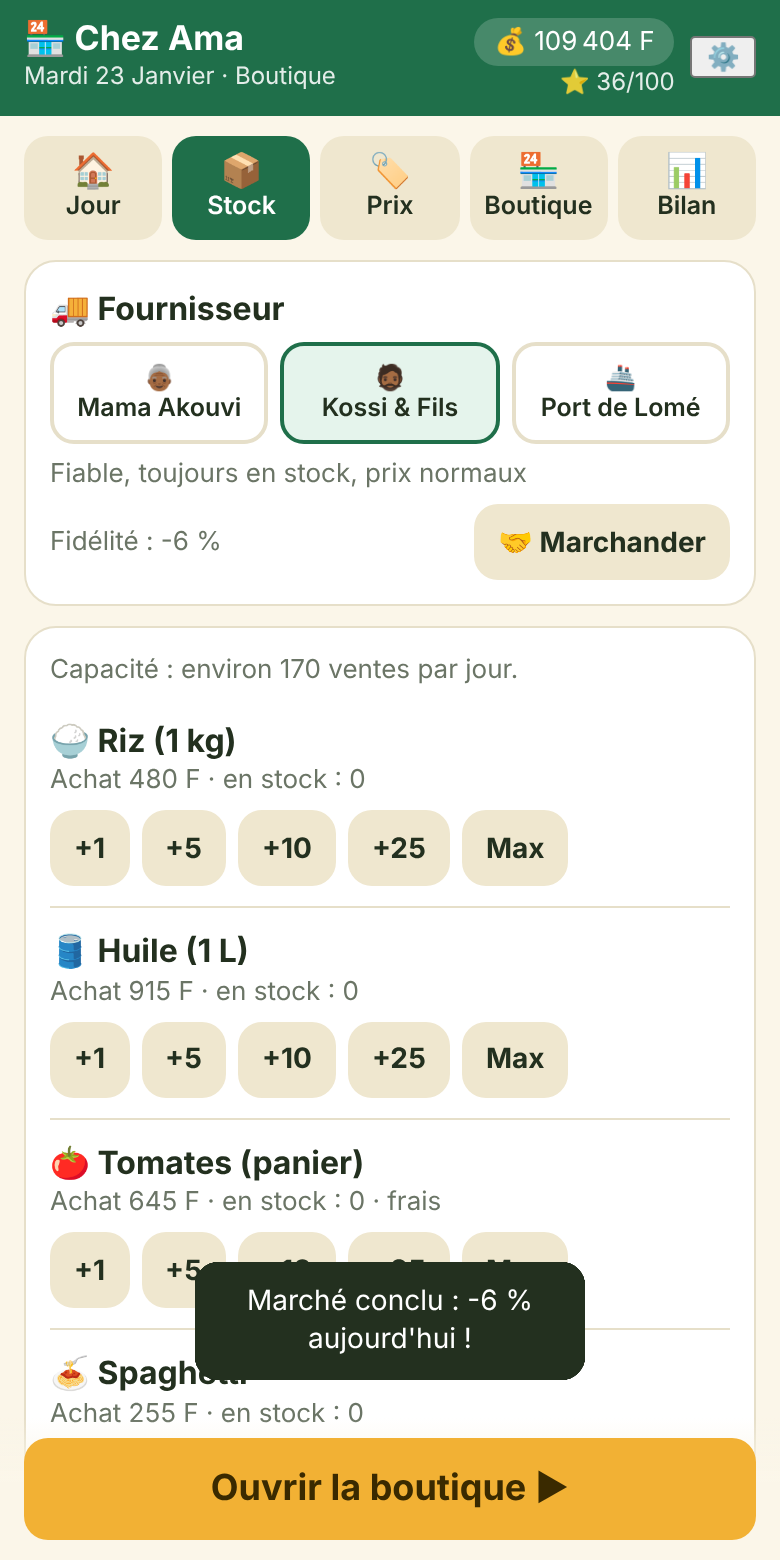 Chez Ama
Mardi 23 Janvier · Boutique
109 404 F
36/100
Jour
Stock
Prix
Boutique
Bilan
Fournisseur
Mama Akouvi
Kossi & Fils
Port de Lomé
Fiable, toujours en stock, prix normaux
Fidélité : -6 %
Marchander
Capacité : environ 170 ventes par jour.
Riz (1 kg)
Achat 480 F · en stock : 0
+1 +5 +10 +25 Max
Huile (1 L)
Achat 915 F · en stock : 0
+1 +5 +10 +25 Max
Tomates (panier)
Achat 645 F · en stock : 0 · frais
+1 +5
Marché conclu : -6 %
aujourd'hui !
Achat 255 F · en stock : 0
Ouvrir la boutique ▶